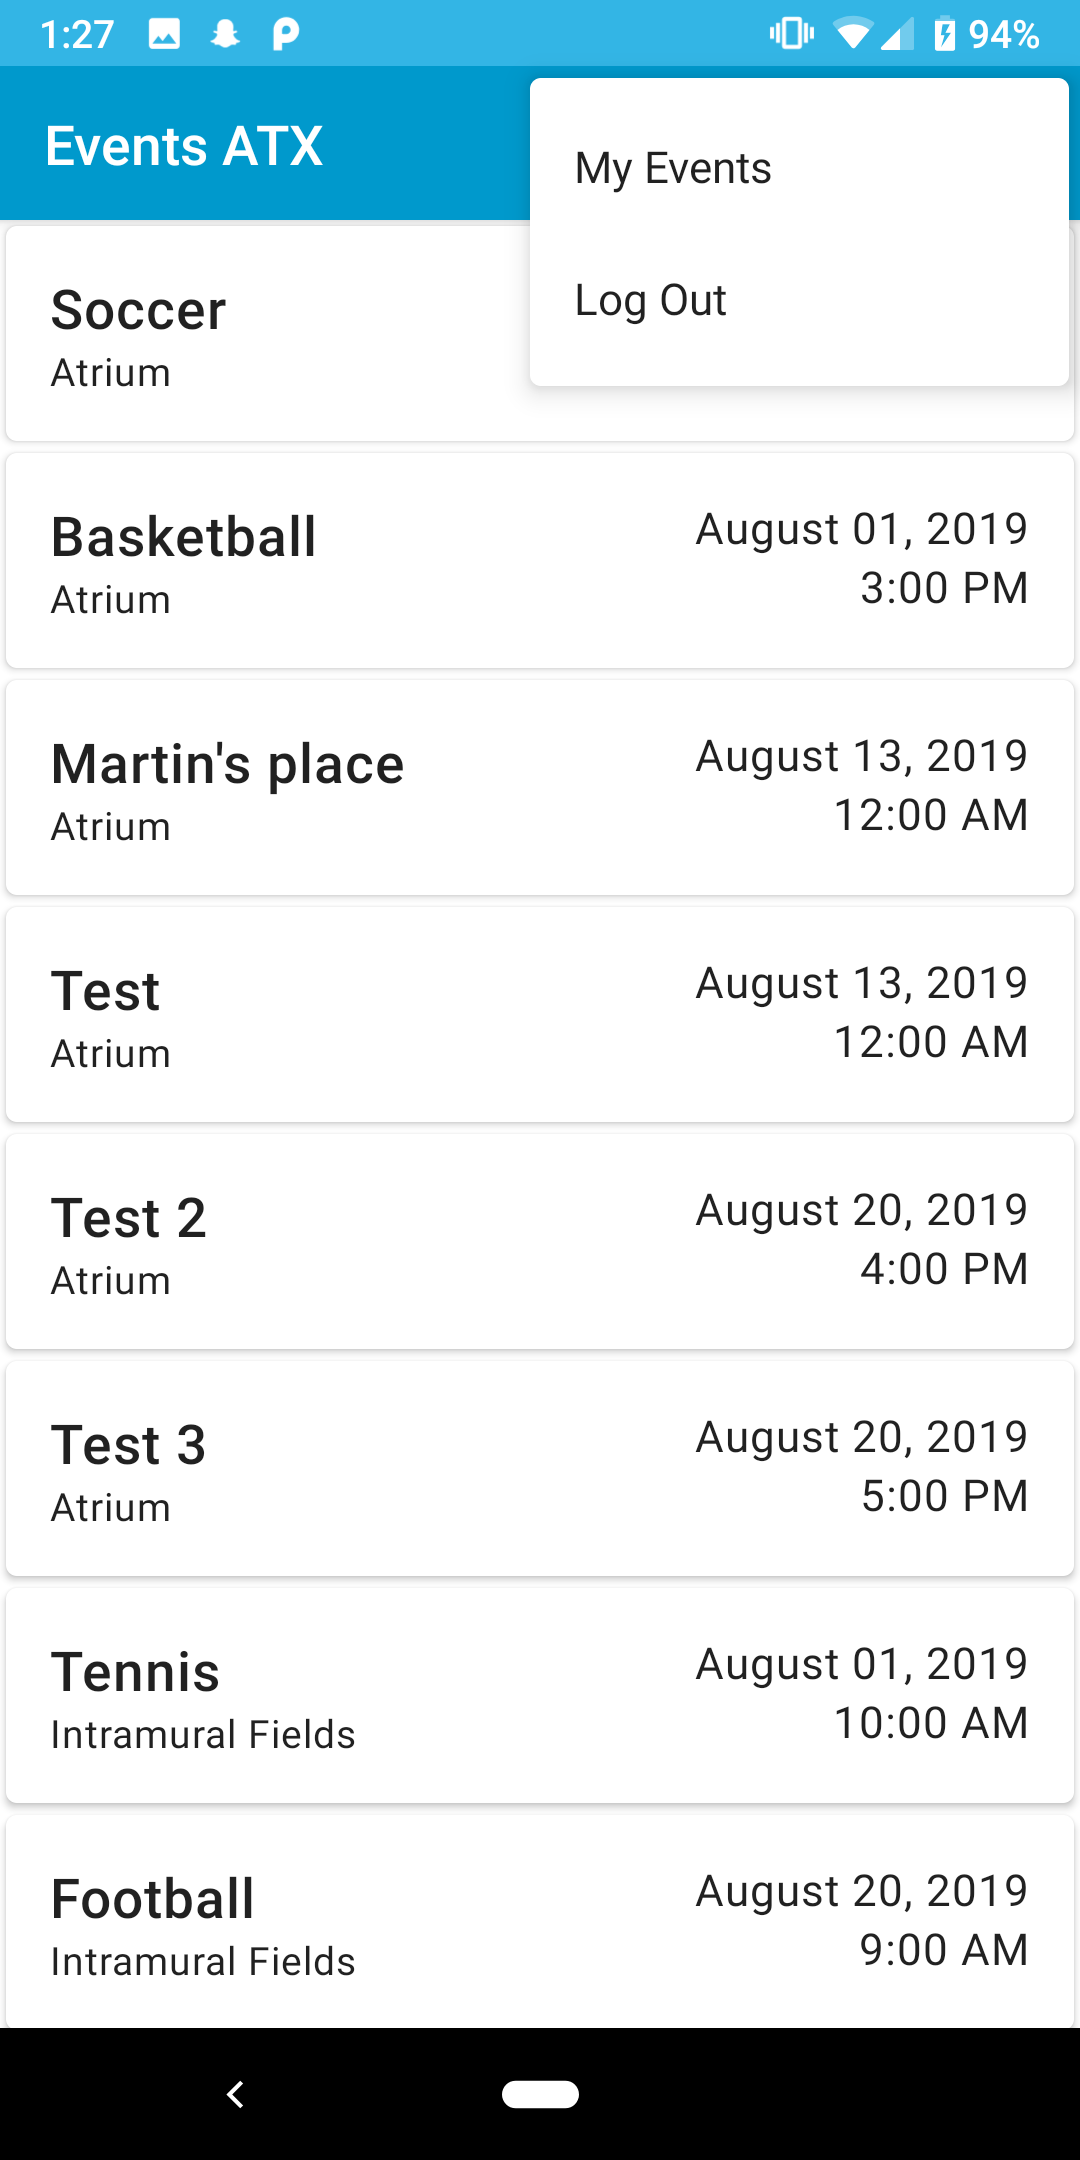 1:27
94%
Events ATX
My Events
Log Out
Soccer
Atrium
Basketball
Atrium
August 01, 2019
3:00 PM
Martin's place
Atrium
August 13, 2019
12:00 AM
Test
Atrium
August 13, 2019
12:00 AM
Test 2
Atrium
August 20, 2019
4:00 PM
Test 3
Atrium
August 20, 2019
5:00 PM
Tennis
Intramural Fields
August 01, 2019
10:00 AM
Football
Intramural Fields
August 20, 2019
9:00 AM